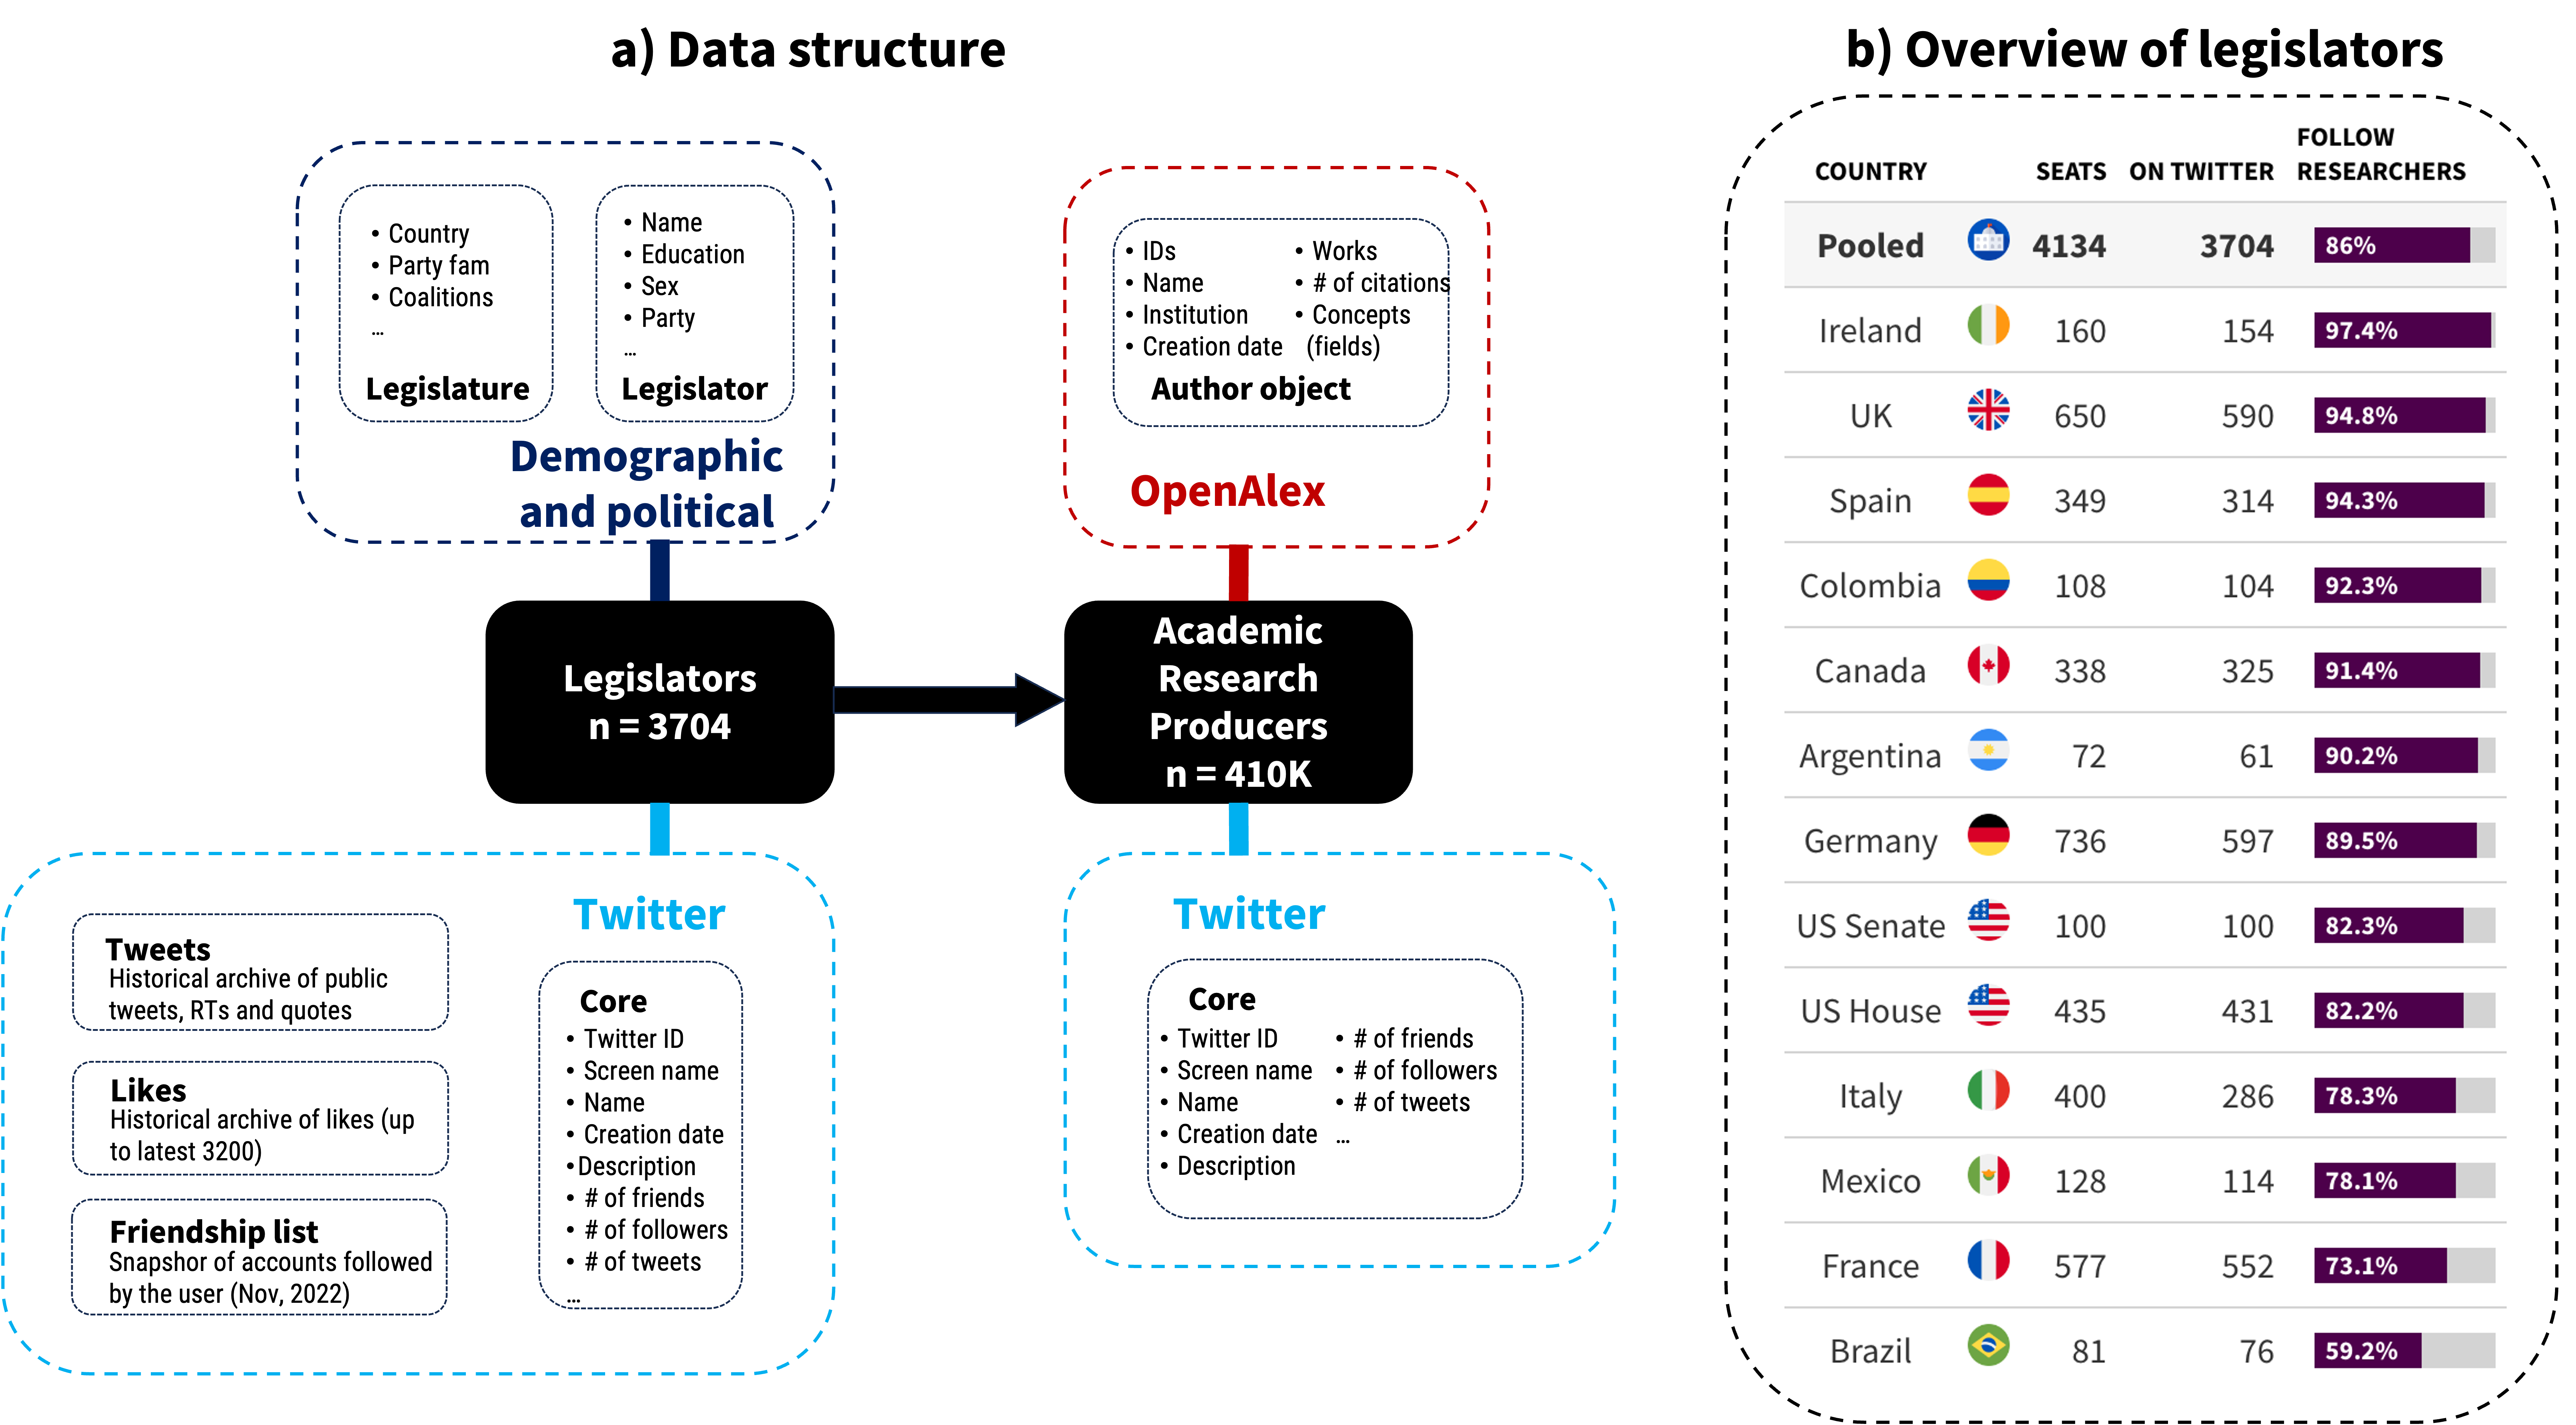 a) Data structure
• Country
• Party fam
• Coalitions
...
Legislature
• Name
• Education
• Sex
• Party
...
Legislator
Demographic
and political
• IDs
• Name
• Institution
• Creation date
• Works
• # of citations
• Concepts
(fields)
Author object
OpenAlex
Legislators
n = 3704
Academic
Research
Producers
n = 410K
Twitter
Tweets
Historical archive of public
tweets, RTs and quotes
Likes
Historical archive of likes (up
to latest 3200)
Friendship list
Snapshor of accounts followed
by the user (Nov, 2022)
Core
• Twitter ID
• Screen name
• Name
• Creation date
•Description
• # of friends
• # of followers
• # of tweets
...
Twitter
Core
• Twitter ID
• Screen name
• Name
• Creation date
• Description
• # of friends
• # of followers
• # of tweets
...
b) Overview of legislators
COUNTRY SEATS ON TWITTER FOLLOW RESEARCHERS
Pooled 4134 3704 86%
Ireland 160 154 97.4%
UK 650 590 94.8%
Spain 349 314 94.3%
Colombia 108 104 92.3%
Canada 338 325 91.4%
Argentina 72 61 90.2%
Germany 736 597 89.5%
US Senate 100 100 82.3%
US House 435 431 82.2%
Italy 400 286 78.3%
Mexico 128 114 78.1%
France 577 552 73.1%
Brazil 81 76 59.2%